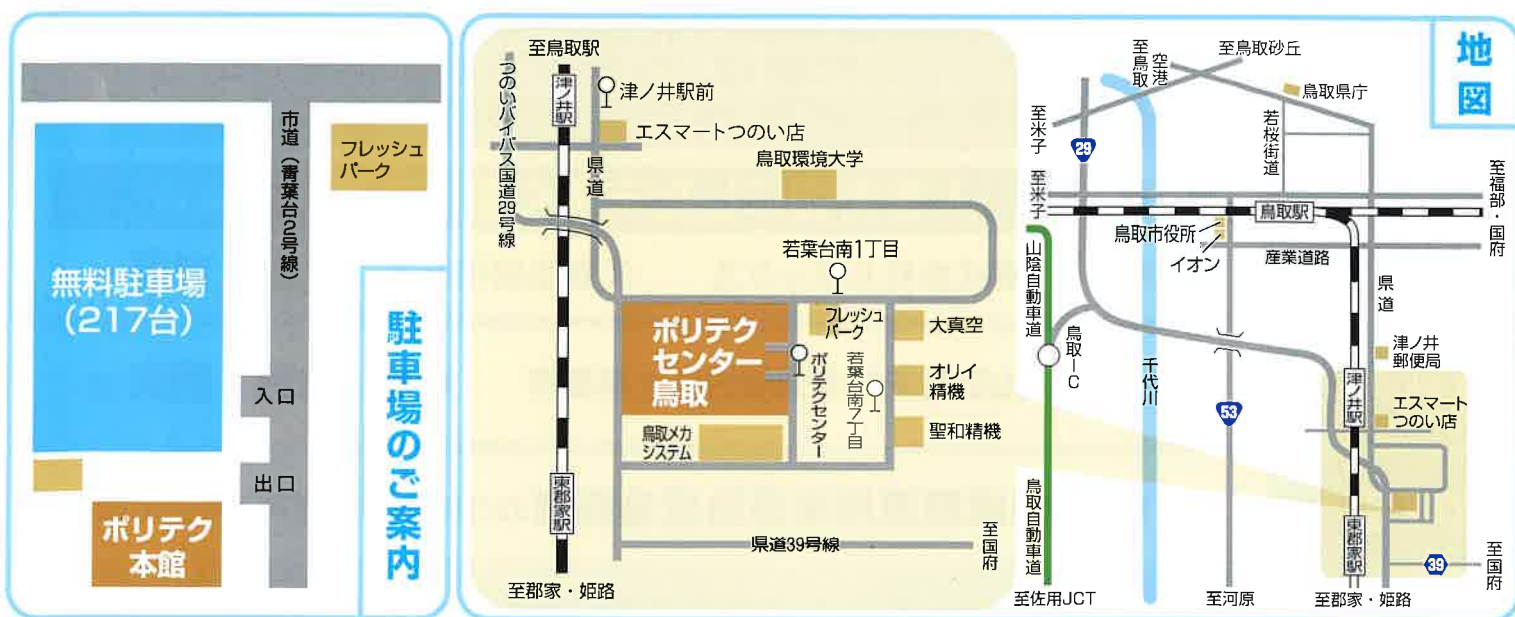 市道（青葉台2号線）
フレッシュ
パーク
無料駐車場
（217台）
入口
出口
ポリテク
本館
駐車場のご案内
至鳥取駅
つのいバイパス国道29号線
津ノ井駅
津ノ井駅前
エスマートつのい店
県道
鳥取環境大学
若葉台南1丁目
ポリテク
センター
鳥取
フレッシュ
パーク
大真空
ポリテクセンター
若葉台南7丁目
オリイ
精機
聖和精機
鳥取メカ
システム
東郡家駅
県道39号線
至国府
至郡家・姫路
地図
至鳥取
空港
至鳥取砂丘
鳥取県庁
至米子
29
若桜街道
至米子
至福部・国府
鳥取駅
鳥取市役所
イオン
産業道路
山陰自動車道
県道
鳥取IC
千代川
53
津ノ井
郵便局
津ノ井駅
エスマート
つのい店
鳥取自動車道
東郡家駅
39
至国府
至佐用JCT
至河原
至郡家・姫路